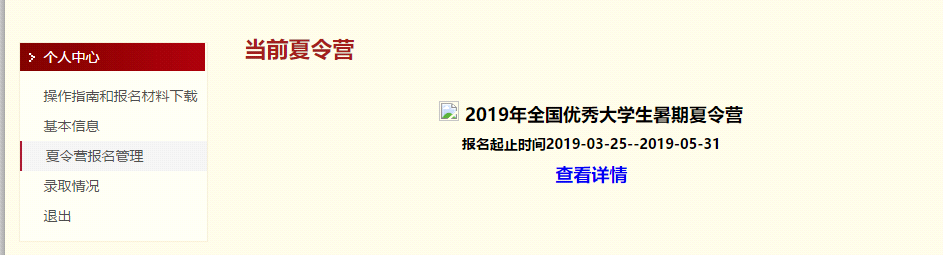 个人中心
操作指南和报名材料下载
基本信息
夏令营报名管理
录取情况
退出
当前夏令营
2019年全国优秀大学生暑期夏令营
报名起止时间2019-03-25--2019-05-31
查看详情